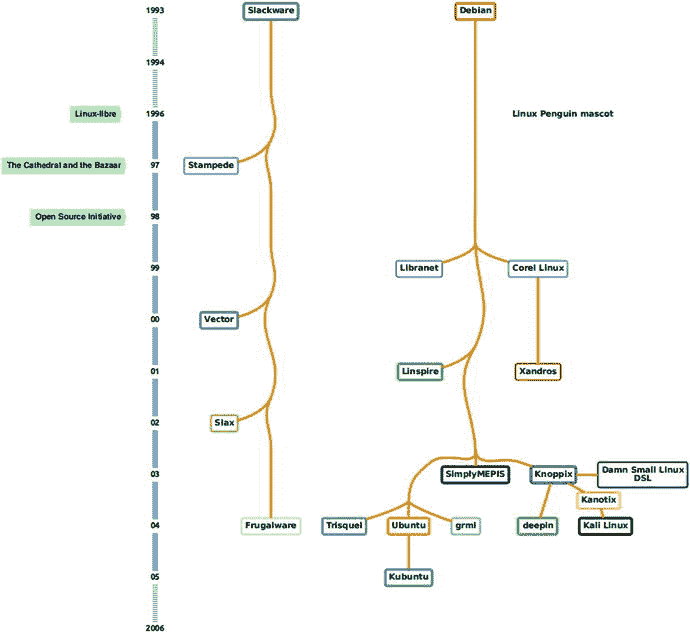 1993
Slackware
Debian
1994
Linux-libre
1996
Linux Penguin mascot
The Cathedral and the Bazaar
97
Stampede
Open Source Initiative
98
99
Libranet
Corel Linux
Vector
00
01
Linspire
Xandros
Slax
02
03
SimplyMEPIS
Knoppix
Damn Small Linux
DSL
Kanotix
04
Frugalware
Trisquel
Ubuntu
grml
deepin
Kali Linux
05
Kubuntu
2006